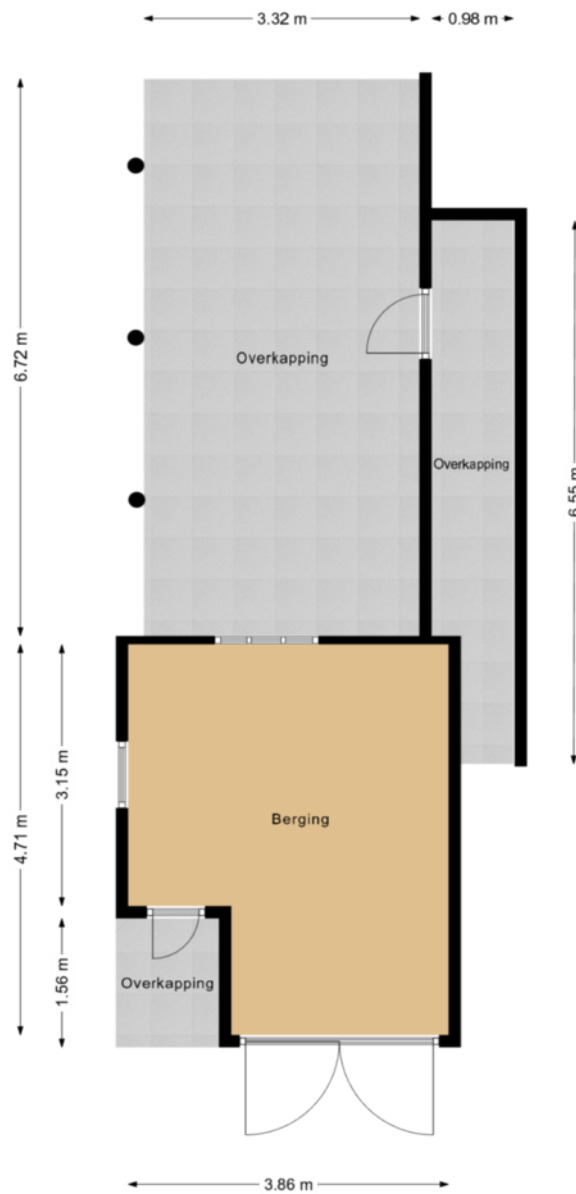 3.32 m
0.98 m
6.72 m
Overkapping
Overkapping
6.55 m
3.15 m
4.71 m
Berging
1.56 m
Overkapping
3.86 m